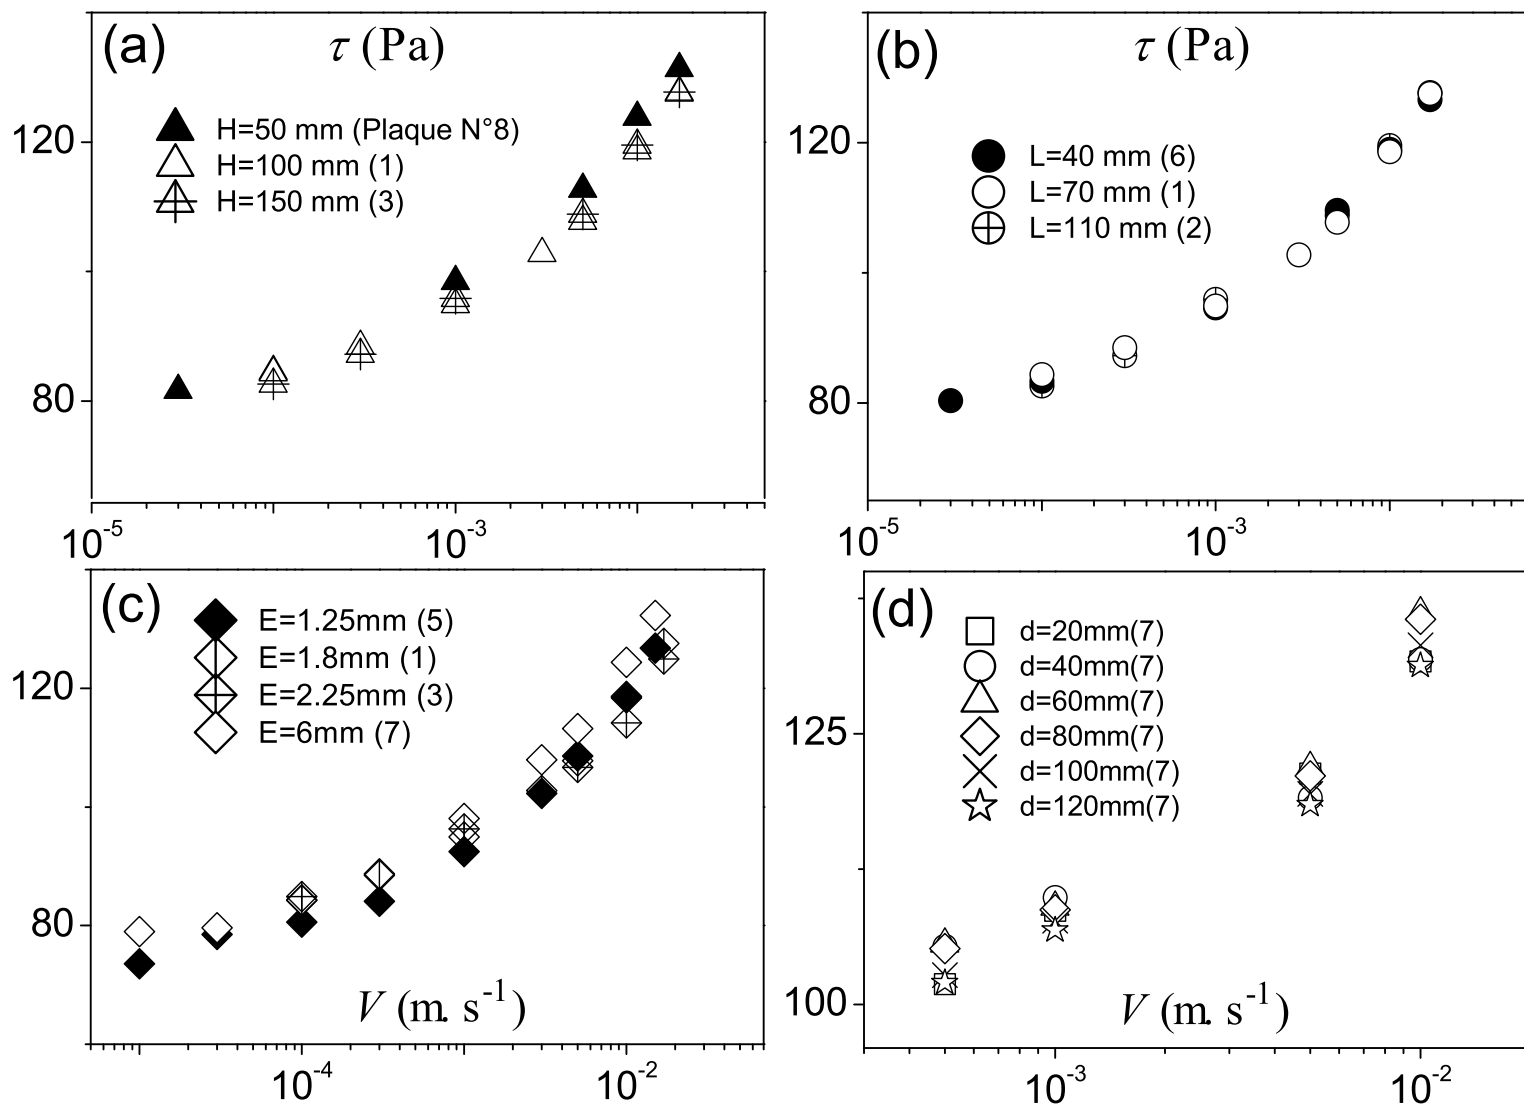 (a)
τ (Pa)
H=50 mm (Plaque N°8)
H=100 mm (1)
H=150 mm (3)
120
80
10^-5
10^-3
(b)
τ (Pa)
L=40 mm (6)
L=70 mm (1)
L=110 mm (2)
120
80
10^-5
10^-3
(c)
E=1.25mm (5)
E=1.8mm (1)
E=2.25mm (3)
E=6mm (7)
120
80
V (m. s^-1)
10^-4
10^-2
(d)
d=20mm(7)
d=40mm(7)
d=60mm(7)
d=80mm(7)
d=100mm(7)
d=120mm(7)
125
100
V (m. s^-1)
10^-3
10^-2